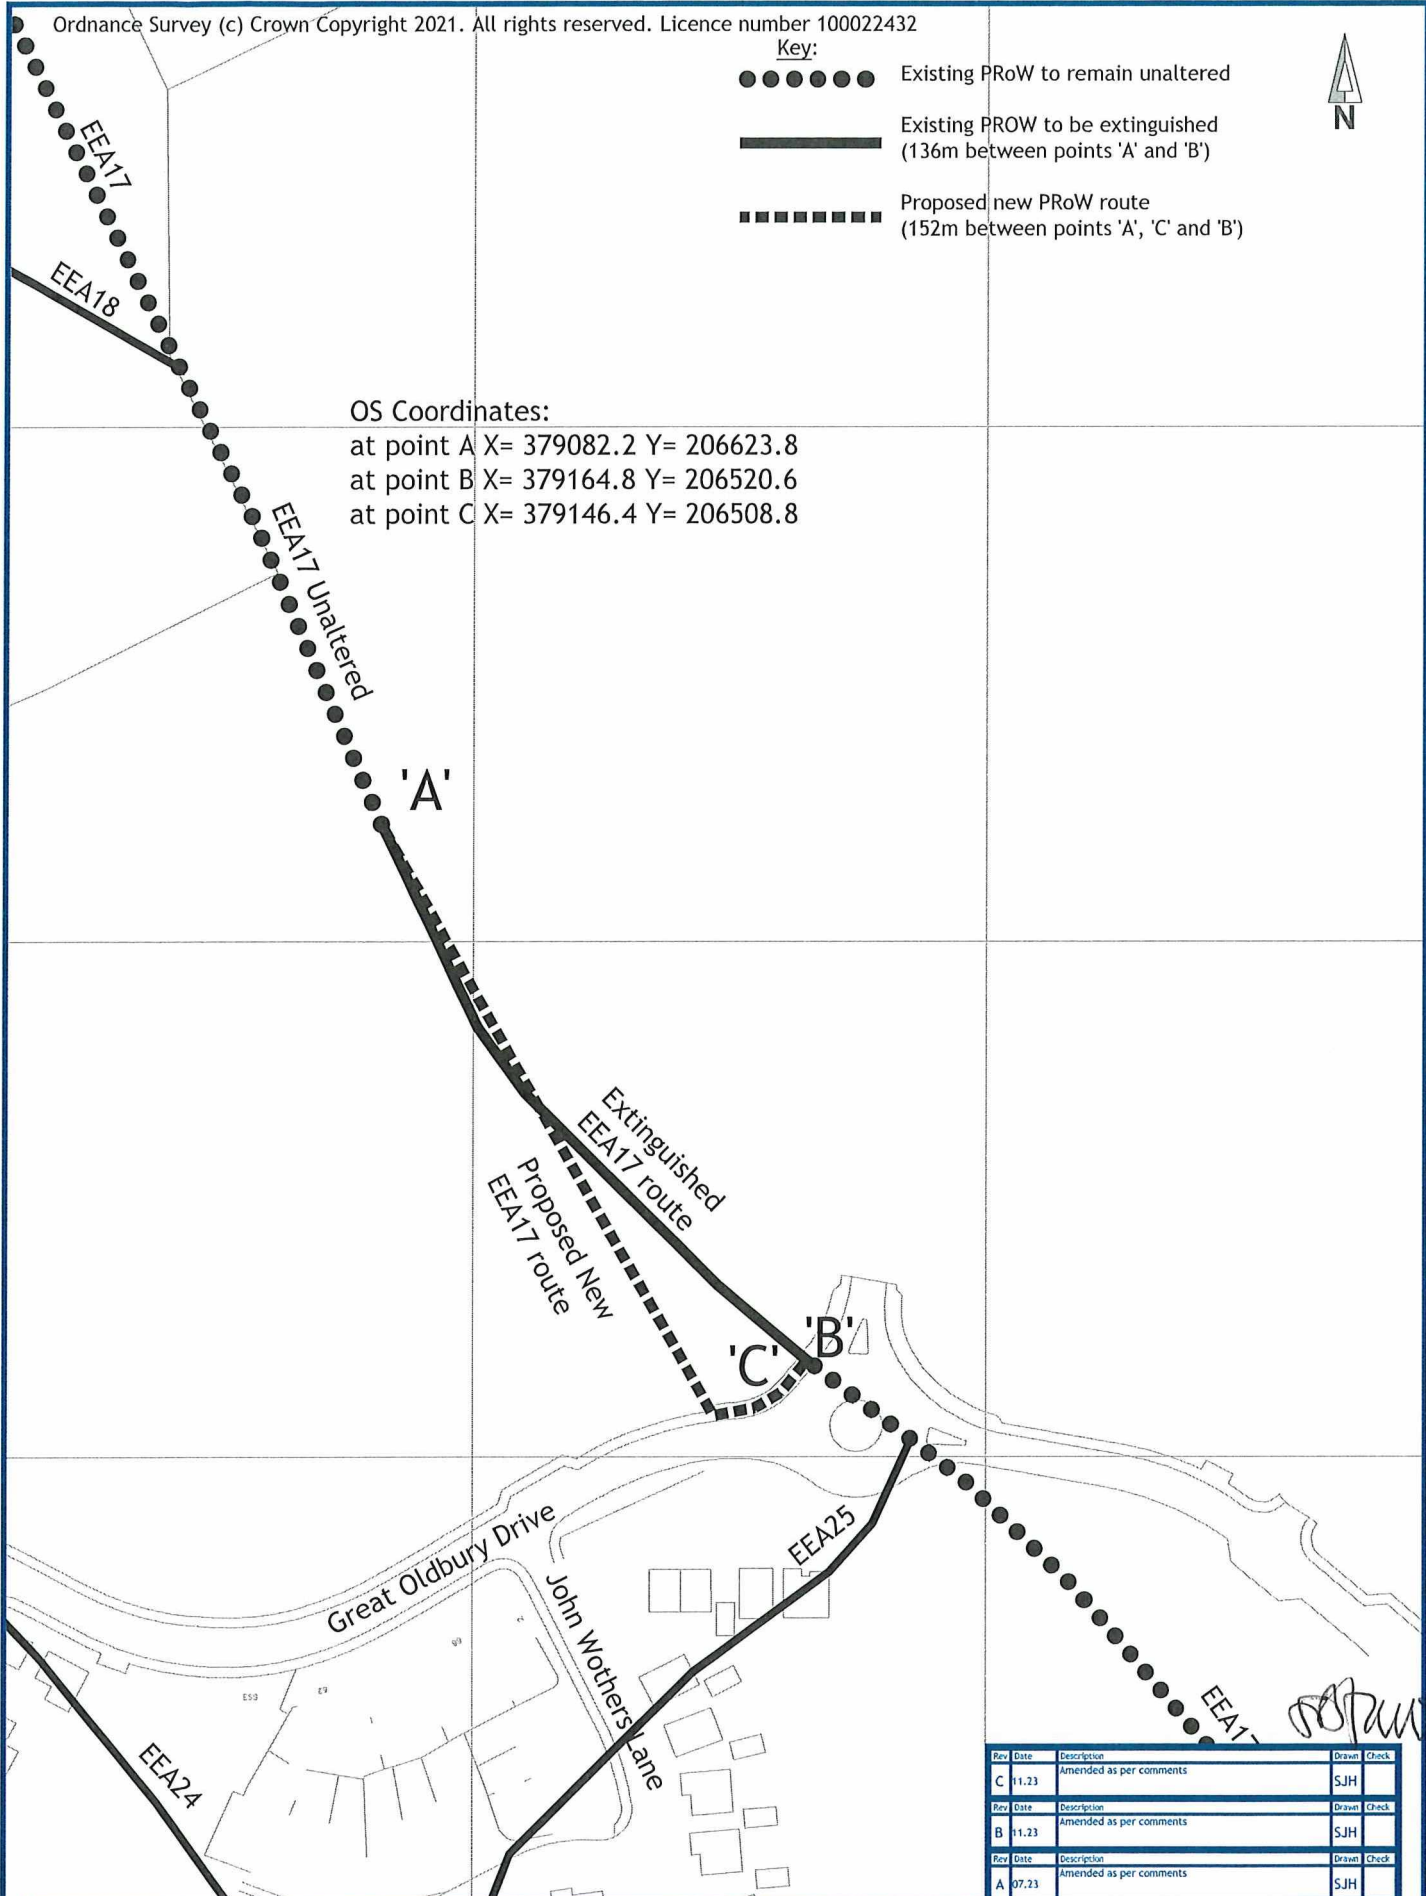 Ordnance Survey (c) Crown Copyright 2021. All rights reserved. Licence number 100022432
Key:
Existing PRoW to remain unaltered
Existing PROW to be extinguished
(136m between points 'A' and 'B')
Proposed new PRoW route
(152m between points 'A', 'C' and 'B')
N
EEA17
EEA18
OS Coordinates:
at point A X= 379082.2 Y= 206623.8
at point B X= 379164.8 Y= 206520.6
at point C X= 379146.4 Y= 206508.8
EEA17 Unaltered
'A'
Extinguished
EEA17 route
Proposed New
EEA17 route
'B'
'C'
EEA25
Great Oldbury Drive
John Wothers Lane
EEA24
EEA17
Rev Date Description Drawn Check
C 11.23 Amended as per comments SJH
Rev Date Description Drawn Check
B 11.23 Amended as per comments SJH
Rev Date Description Drawn Check
A 07.23 Amended as per comments SJH